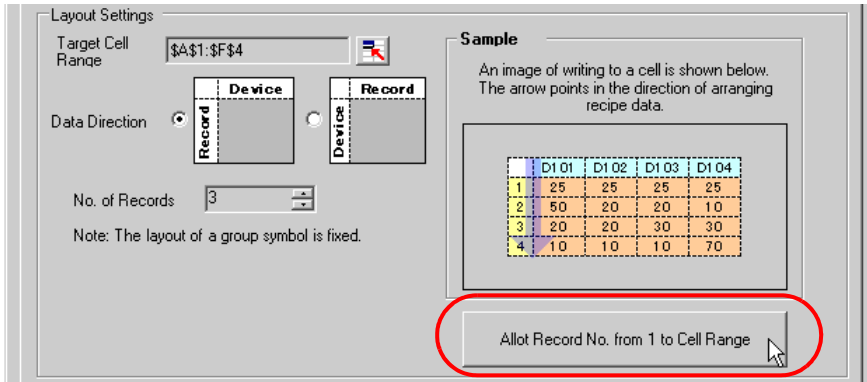 Layout Settings
Target Cell
Range
$A$1:$F$4
Data Direction
Device
Record
Record
Device
No. of Records
3
Note: The layout of a group symbol is fixed.
Sample
An image of writing to a cell is shown below.
The arrow points in the direction of arranging
recipe data.
D101 D102 D103 D104
1 25 25 25 25
2 50 20 20 10
3 20 20 30 30
4 10 10 10 70
Allot Record No. from 1 to Cell Range